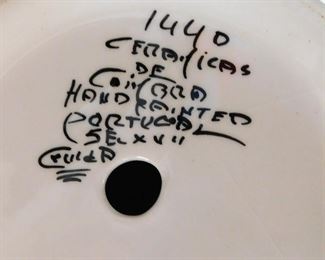 1440
CERAMICAS
DE
COIMBRA
HAND PAINTED
PORTUGAL
SEC XVII